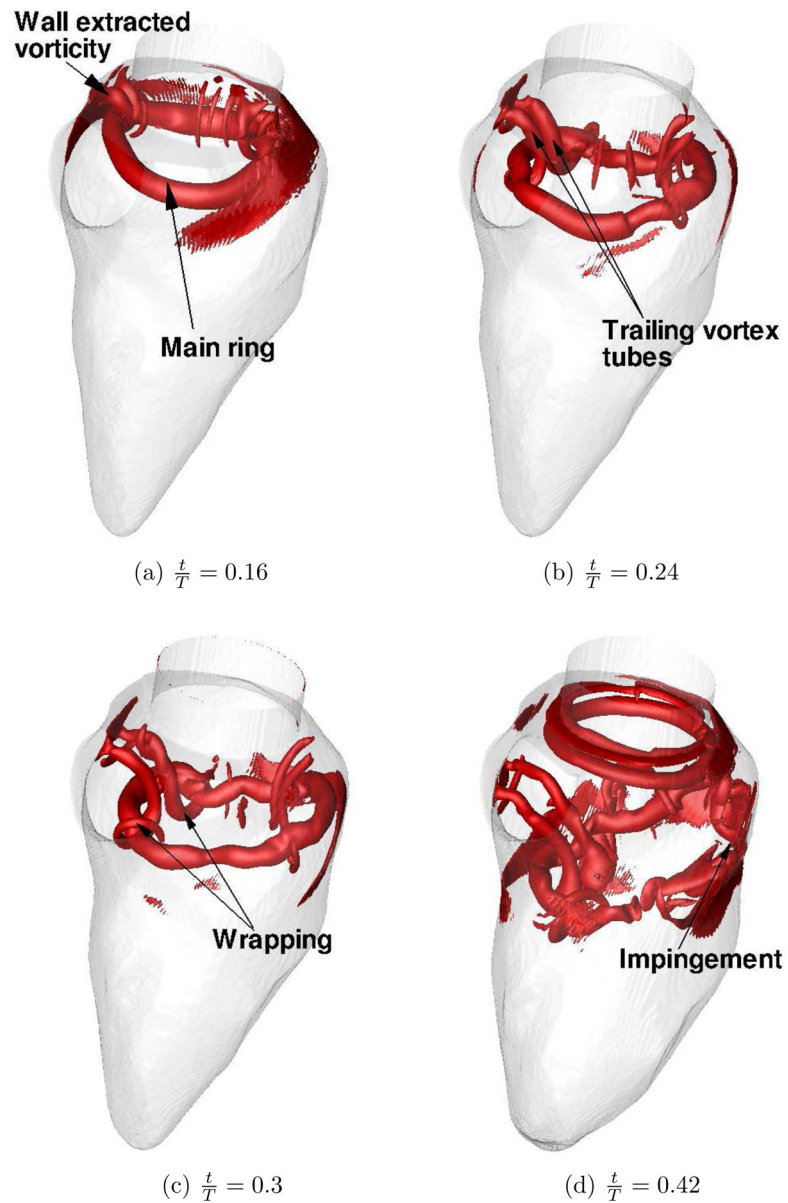 Wall extracted
vorticity
Main ring
(a) t/T = 0.16
Trailing vortex
tubes
(b) t/T = 0.24
Wrapping
(c) t/T = 0.3
Impingement
(d) t/T = 0.42